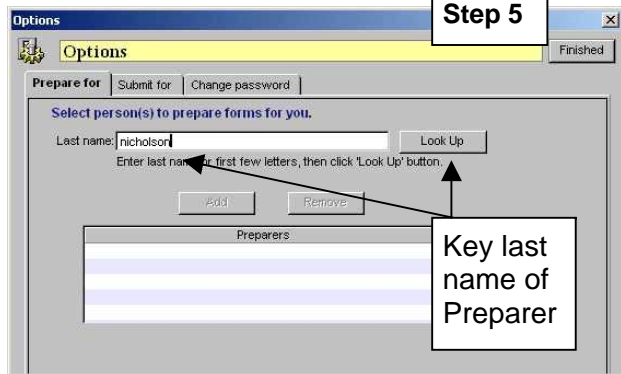 Options
Step 5
Options
Finished
Prepare for
Submit for
Change password
Select person(s) to prepare forms for you.
Last name: nicholson
Look Up
Enter last name or first few letters, then click 'Look Up' button.
Add
Remove
Preparers
Key last
name of
Preparer